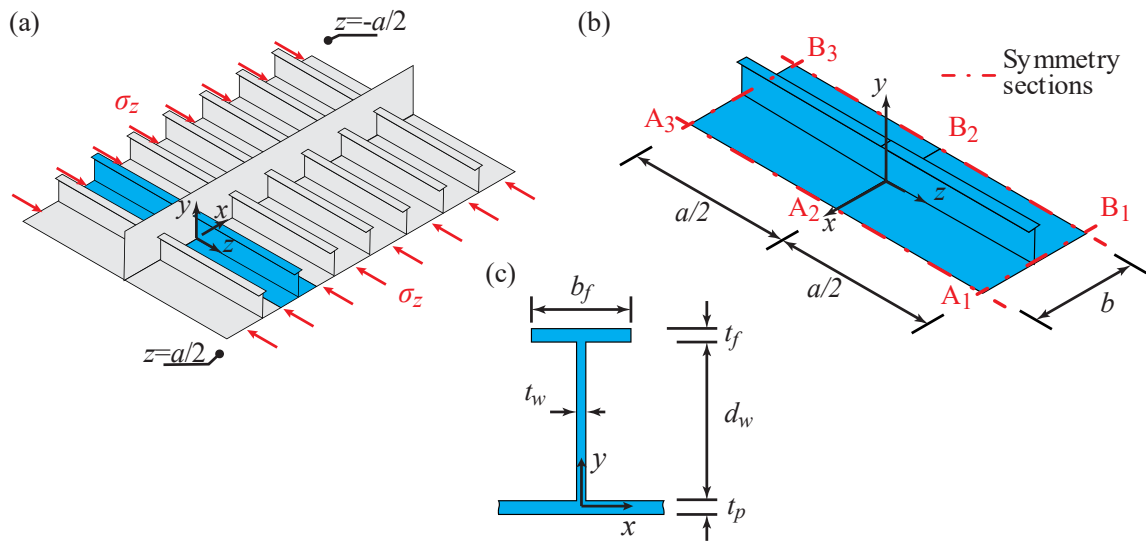 (a)
z=-a/2
σz
y
x
z
σz
z=a/2
(b)
B3
Symmetry
sections
y
A3
B2
z
a/2
A2
x
B1
a/2
A1
b
(c)
bf
tf
tw
dw
y
x
tp